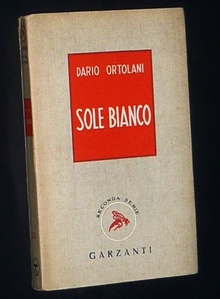 DARIO ORTOLANI
SOLE BIANCO
SECONDA SERIE
GARZANTI